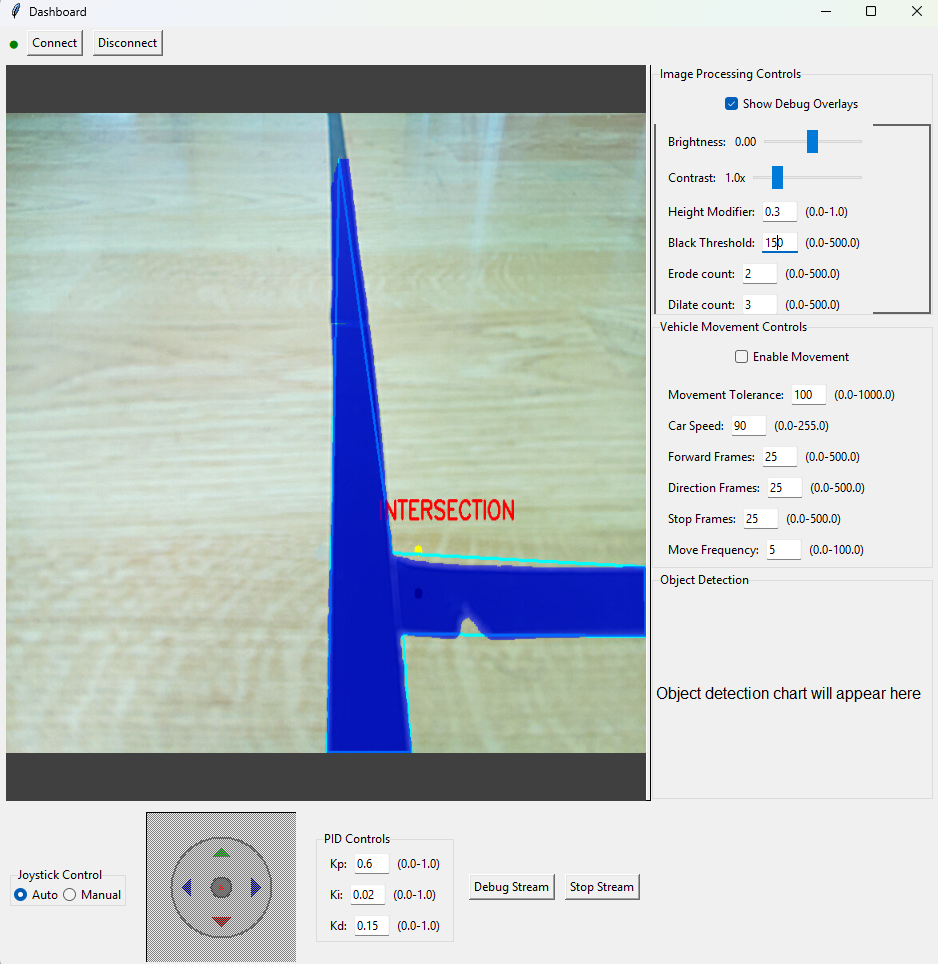 Dashboard
Connect Disconnect
Image Processing Controls
Show Debug Overlays
Brightness: 0.00
Contrast: 1.0x
Height Modifier: 0.3 (0.0-1.0)
Black Threshold: 150 (0.0-500.0)
Erode count: 2 (0.0-500.0)
Dilate count: 3 (0.0-500.0)
INTERSECTION
Vehicle Movement Controls
Enable Movement
Movement Tolerance: 100 (0.0-1000.0)
Car Speed: 90 (0.0-255.0)
Forward Frames: 25 (0.0-500.0)
Direction Frames: 25 (0.0-500.0)
Stop Frames: 25 (0.0-500.0)
Move Frequency: 5 (0.0-100.0)
Object Detection
Object detection chart will appear here
Joystick Control
Auto Manual
PID Controls
Kp: 0.6 (0.0-1.0)
Ki: 0.02 (0.0-1.0)
Kd: 0.15 (0.0-1.0)
Debug Stream Stop Stream